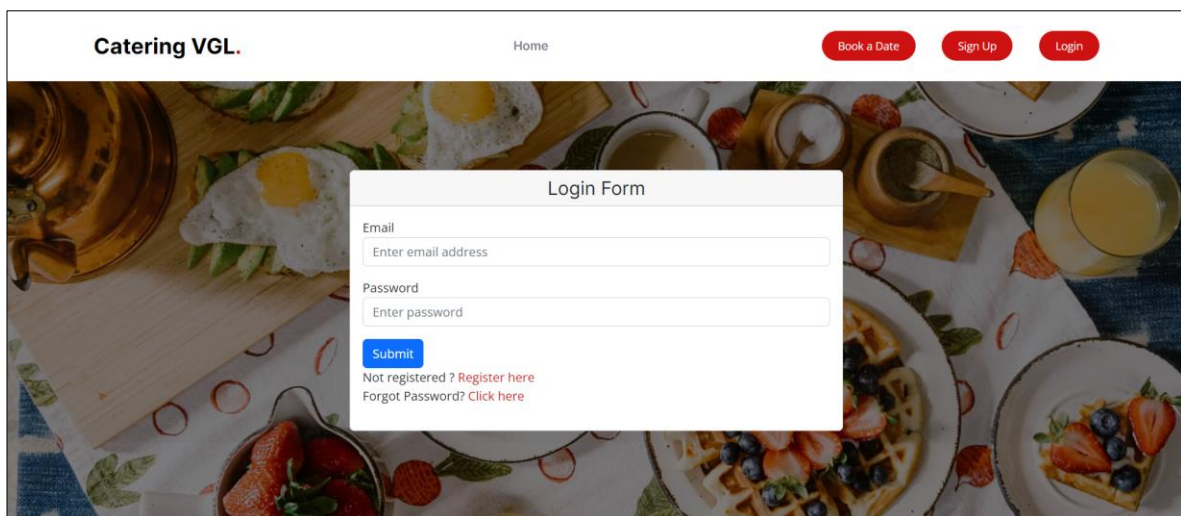 Catering VGL.
Home
Book a Date
Sign Up
Login
Login Form
Email
Enter email address
Password
Enter password
Submit
Not registered ? Register here
Forgot Password? Click here